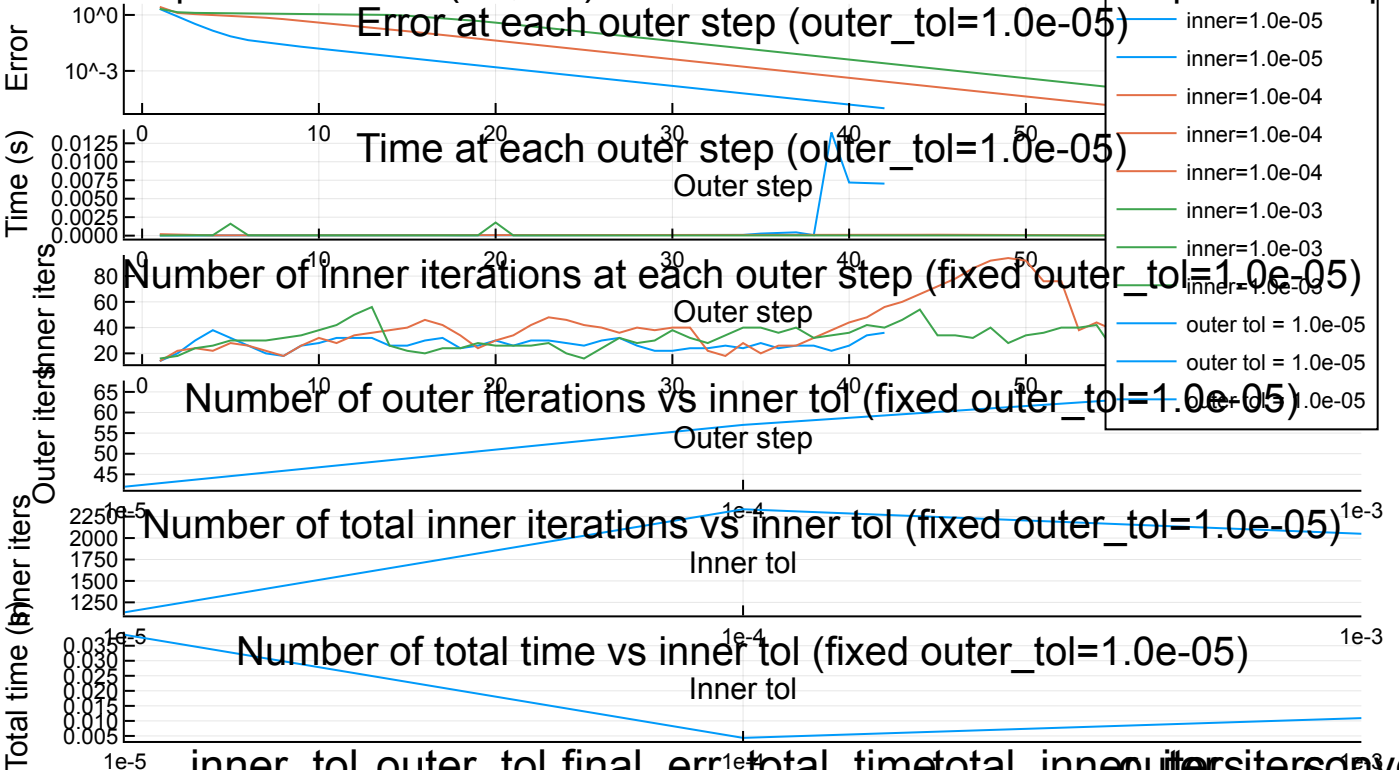 Error at each outer step (outer_tol=1.0e-05)
Error
10^0
10^-3
0 10 20 30 40 50
inner=1.0e-05
inner=1.0e-05
inner=1.0e-04
inner=1.0e-04
inner=1.0e-04
inner=1.0e-03
inner=1.0e-03
inner=1.0e-03
outer tol = 1.0e-05
outer tol = 1.0e-05
outer tol = 1.0e-05
Time at each outer step (outer_tol=1.0e-05)
Outer step
Time (s)
0.0125
0.0100
0.0075
0.0050
0.0025
0.0000
0 10 20 30 40 50
Number of inner iterations at each outer step (fixed outer_tol=1.0e-05)
Outer step
Inner iters
80
60
40
20
0 10 20 30 40 50
Number of outer iterations vs inner tol (fixed outer_tol=1.0e-05)
Outer step
Outer iters
65
60
55
50
45
1e-5 1e-4 1e-3
Number of total inner iterations vs inner tol (fixed outer_tol=1.0e-05)
Inner tol
Inner iters
2250
2000
1750
1500
1250
1e-5 1e-4 1e-3
Number of total time vs inner tol (fixed outer_tol=1.0e-05)
Inner tol
Total time (s)
0.035
0.030
0.025
0.020
0.015
0.010
0.005
1e-5 1e-4 1e-3
inner_tol outer_tol final_err total_time total_inner